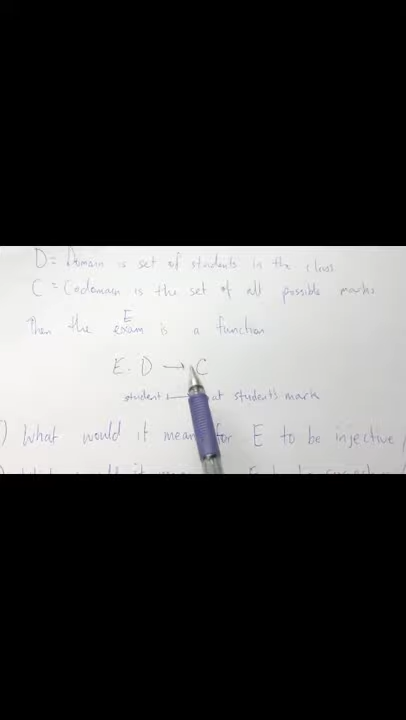 D = Domain is set of students in the class
C = Codomain is the set of all possible marks
E
Then the exam is a function
E: D → C
student ⟼ at student's mark
) What would it mean for E to be injective